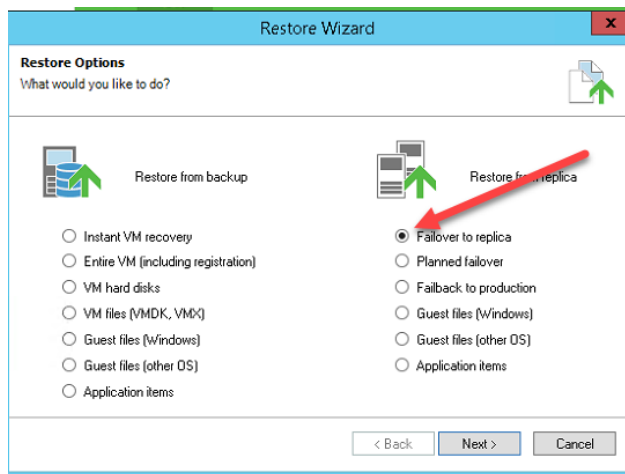 Restore Wizard
x
Restore Options
What would you like to do?
Restore from backup
Instant VM recovery
Entire VM (including registration)
VM hard disks
VM files (VMDK, VMX)
Guest files (Windows)
Guest files (other OS)
Application items
Restore from replica
Failover to replica
Planned failover
Failback to production
Guest files (Windows)
Guest files (other OS)
Application items
< Back
Next >
Cancel